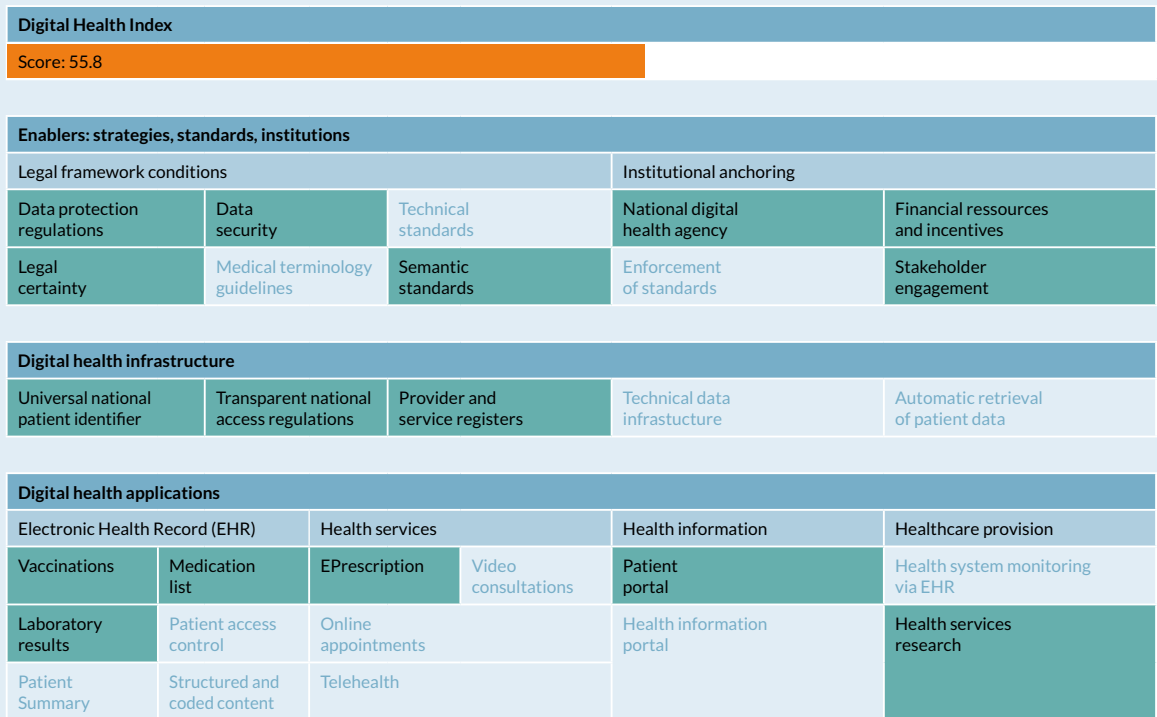 Digital Health Index
Score: 55.8
Enablers: strategies, standards, institutions
Legal framework conditions
Institutional anchoring
Data protection
regulations
Data
security
Technical
standards
National digital
health agency
Financial ressources
and incentives
Legal
certainty
Medical terminology
guidelines
Semantic
standards
Enforcement
of standards
Stakeholder
engagement
Digital health infrastructure
Universal national
patient identifier
Transparent national
access regulations
Provider and
service registers
Technical data
infrastucture
Automatic retrieval
of patient data
Digital health applications
Electronic Health Record (EHR)
Health services
Health information
Healthcare provision
Vaccinations
Medication
list
EPrescription
Video
consultations
Patient
portal
Health system monitoring
via EHR
Laboratory
results
Patient access
control
Online
appointments
Health information
portal
Health services
research
Patient
Summary
Structured and
coded content
Telehealth